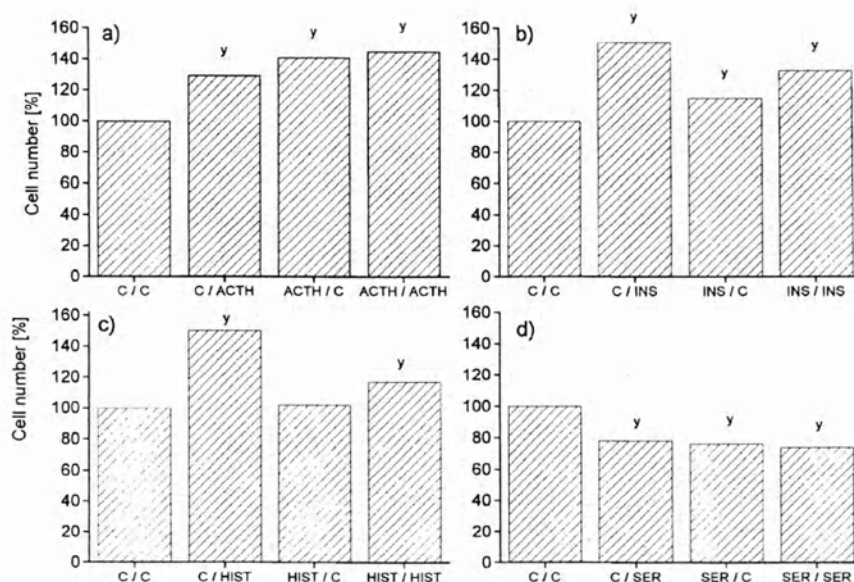 a)
y
y
y
Cell number [%]
160
140
120
100
80
60
40
20
0
C / C
C / ACTH
ACTH / C
ACTH / ACTH
b)
y
y
y
160
140
120
100
80
60
40
20
0
C / C
C / INS
INS / C
INS / INS
c)
y
y
Cell number [%]
160
140
120
100
80
60
40
20
0
C / C
C / HIST
HIST / C
HIST / HIST
d)
y
y
y
160
140
120
100
80
60
40
20
0
C / C
C / SER
SER / C
SER / SER